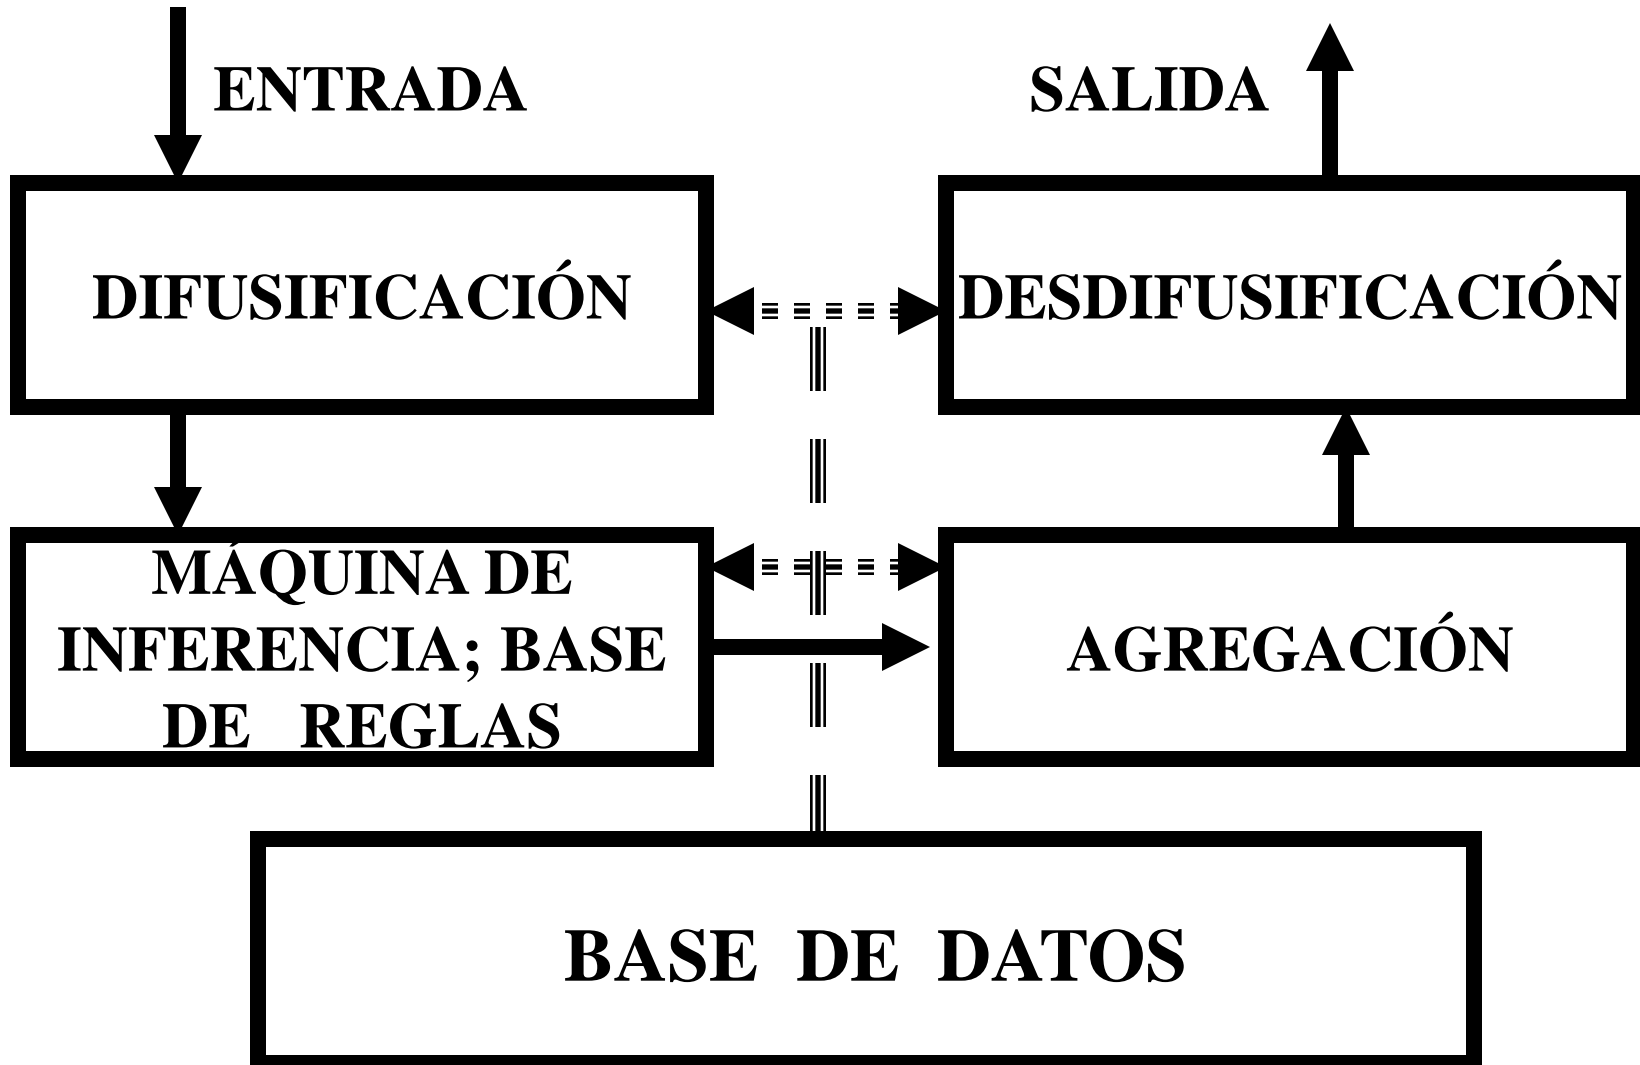 ENTRADA
SALIDA
DIFUSIFICACIÓN
DESDIFUSIFICACIÓN
MÁQUINA DE
INFERENCIA; BASE
DE REGLAS
AGREGACIÓN
BASE DE DATOS